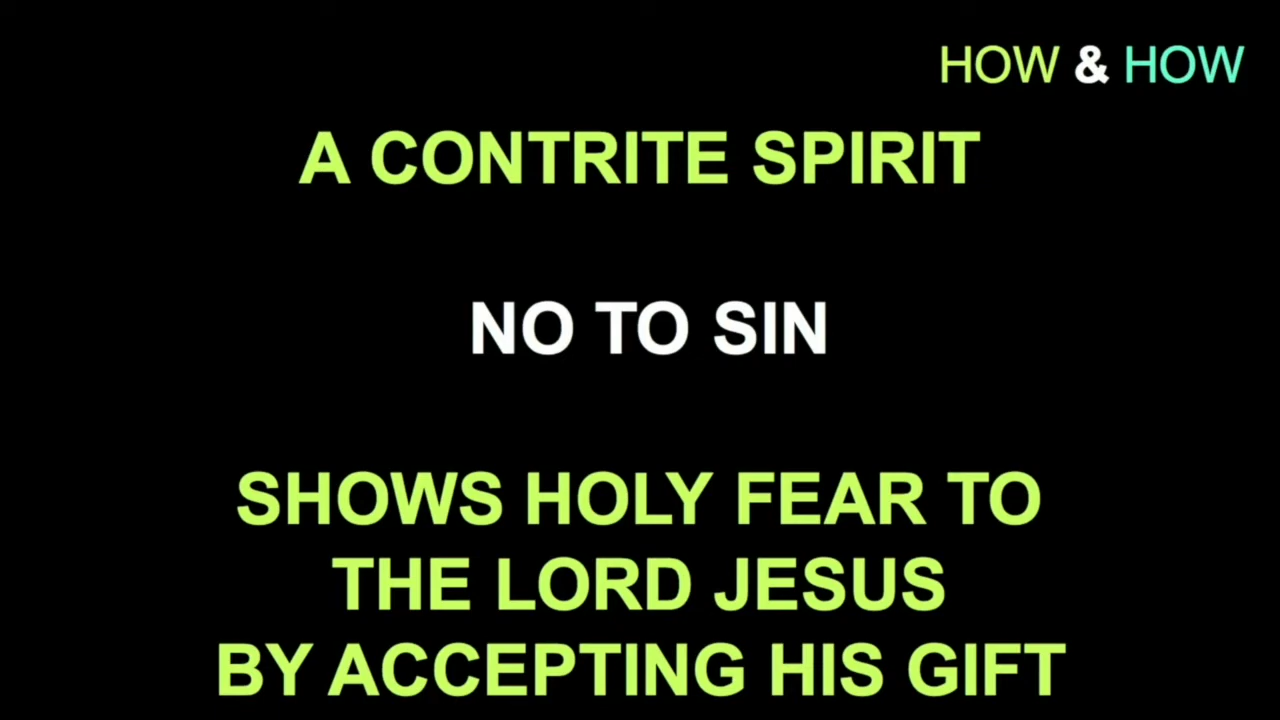 HOW & HOW
A CONTRITE SPIRIT
NO TO SIN
SHOWS HOLY FEAR TO
THE LORD JESUS
BY ACCEPTING HIS GIFT